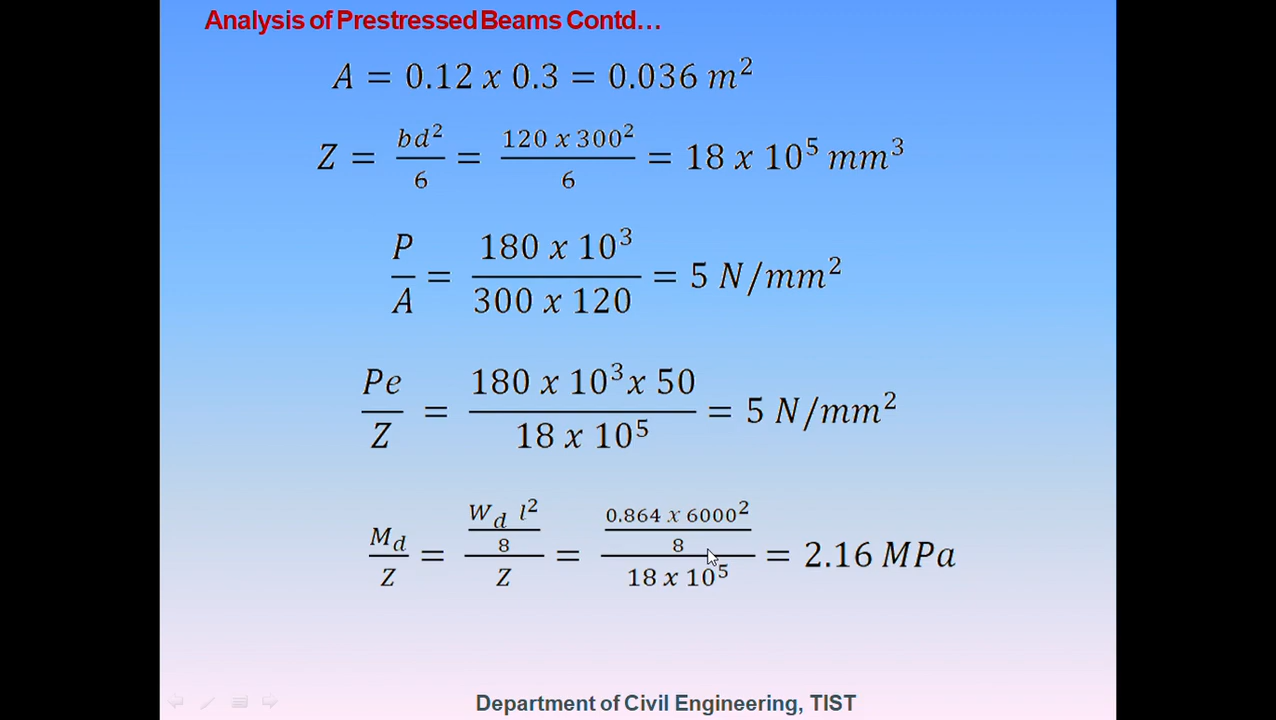 Analysis of Prestressed Beams Contd…
A = 0.12 x 0.3 = 0.036 m²
Z = bd²/6 = 120 x 300²/6 = 18 x 10⁵ mm³
P/A = 180 x 10³/300 x 120 = 5 N/mm²
Pe/Z = 180 x 10³x 50/18 x 10⁵ = 5 N/mm²
M_d/Z = W_d l²/8/Z = 0.864 x 6000²/8/18 x 10⁵ = 2.16 MPa
Department of Civil Engineering, TIST